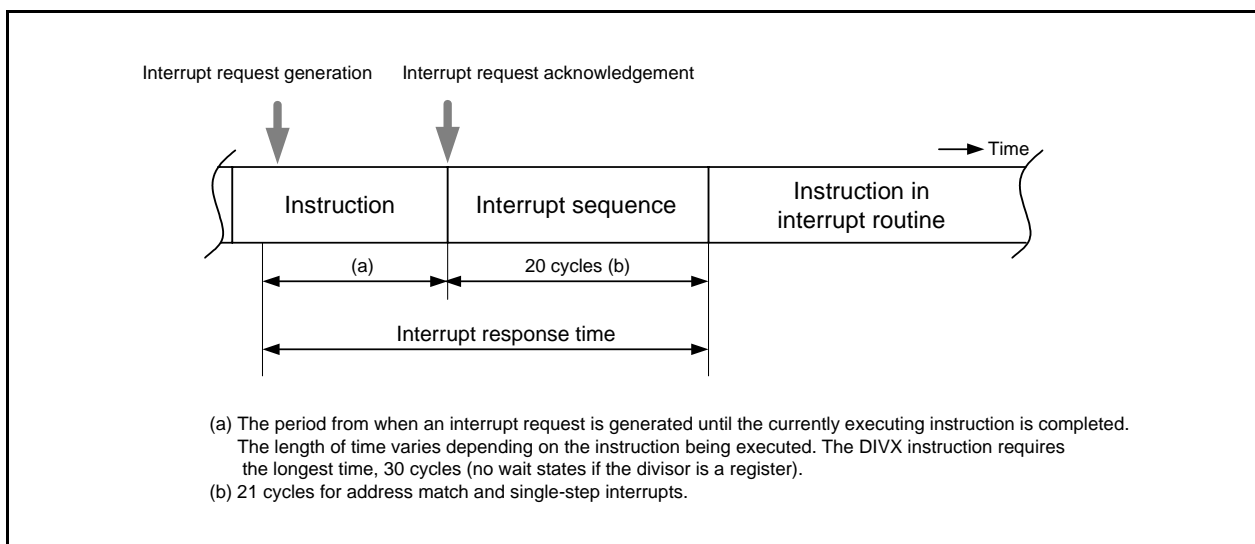 Interrupt request generation
Interrupt request acknowledgement
Time
Instruction
Interrupt sequence
Instruction in
interrupt routine
(a)
20 cycles (b)
Interrupt response time
(a) The period from when an interrupt request is generated until the currently executing instruction is completed.
The length of time varies depending on the instruction being executed. The DIVX instruction requires
the longest time, 30 cycles (no wait states if the divisor is a register).
(b) 21 cycles for address match and single-step interrupts.